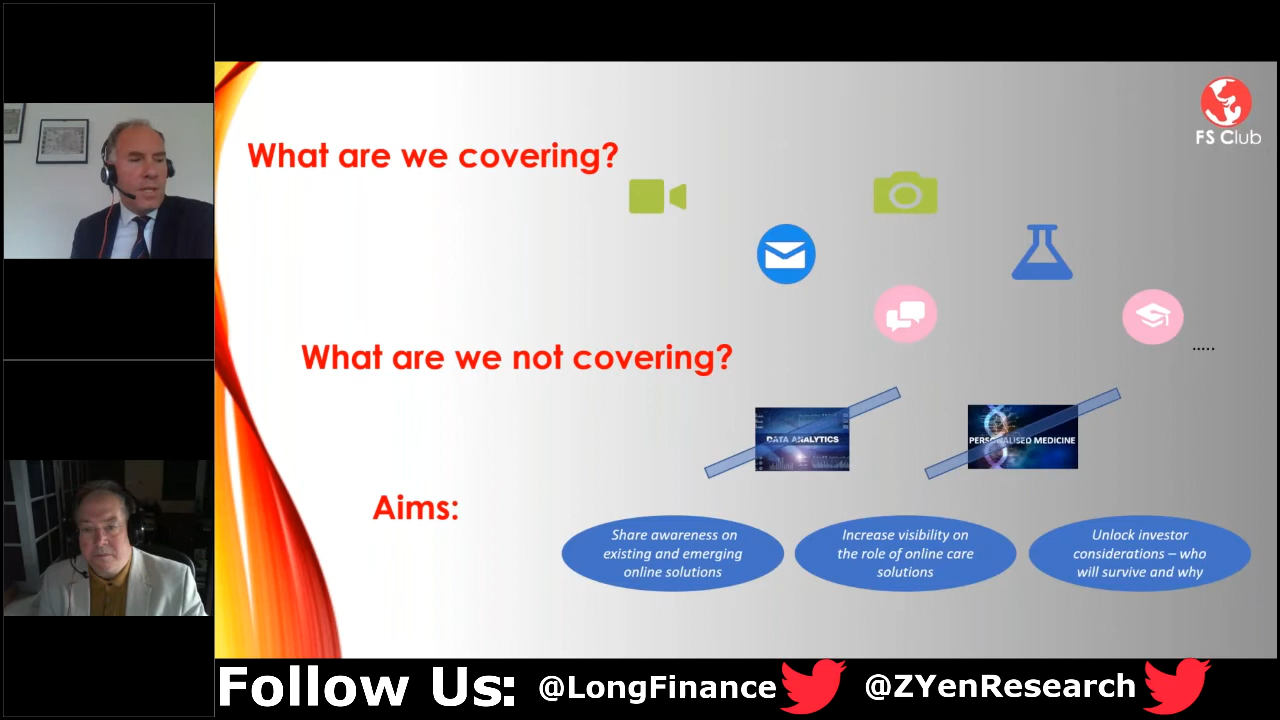 FS Club
What are we covering?
What are we not covering?
.....
DATA ANALYTICS
PERSONALISED MEDICINE
Aims:
Share awareness on
existing and emerging
online solutions
Increase visibility on
the role of online care
solutions
Unlock investor
considerations – who
will survive and why
Follow Us: @LongFinance @ZYenResearch